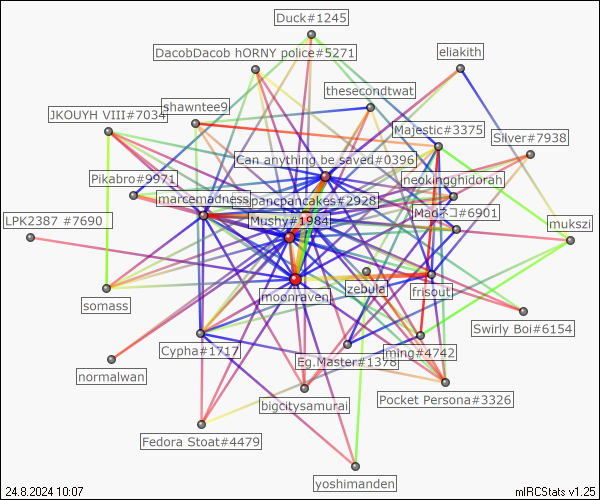 Duck#1245
DacobDacob hORNY police#5271
eliakith
thesecondtwat
JKOUYH VIII#7034
shawntee9
Majestic#3375
Silver#7938
Can anything be saved#0396
Pikabro#9971
neokingghidorah
marcemadness
pancpancakes#2928
LPK2387 #7690
Mushy#1984
Madネコ#6901
mukszi
moonraven
zebula
frisout
somass
Swirly Boi#6154
Cypha#1717
Eg.Master#1378
ming#4742
normalwan
bigcitysamurai
Pocket Persona#3326
Fedora Stoat#4479
yoshimanden
24.8.2024 10:07
mIRCStats v1.25